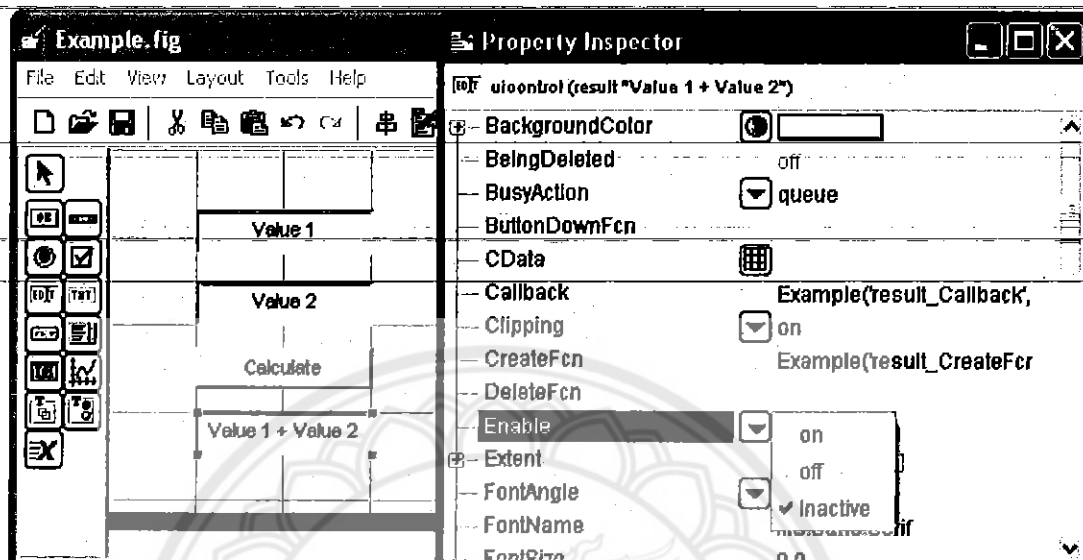 Example.fig
File Edit View Layout Tools Help
Value 1
Value 2
Calculate
Value 1 + Value 2
Property Inspector
uicontrol (result "Value 1 + Value 2")
BackgroundColor
BeingDeleted off
BusyAction queue
ButtonDownFcn
CData
Callback Example('result_Callback',
Clipping on
CreateFcn Example('result_CreateFcr
DeleteFcn
Enable on
off
Inactive
Extent
FontAngle
FontName
FontSize